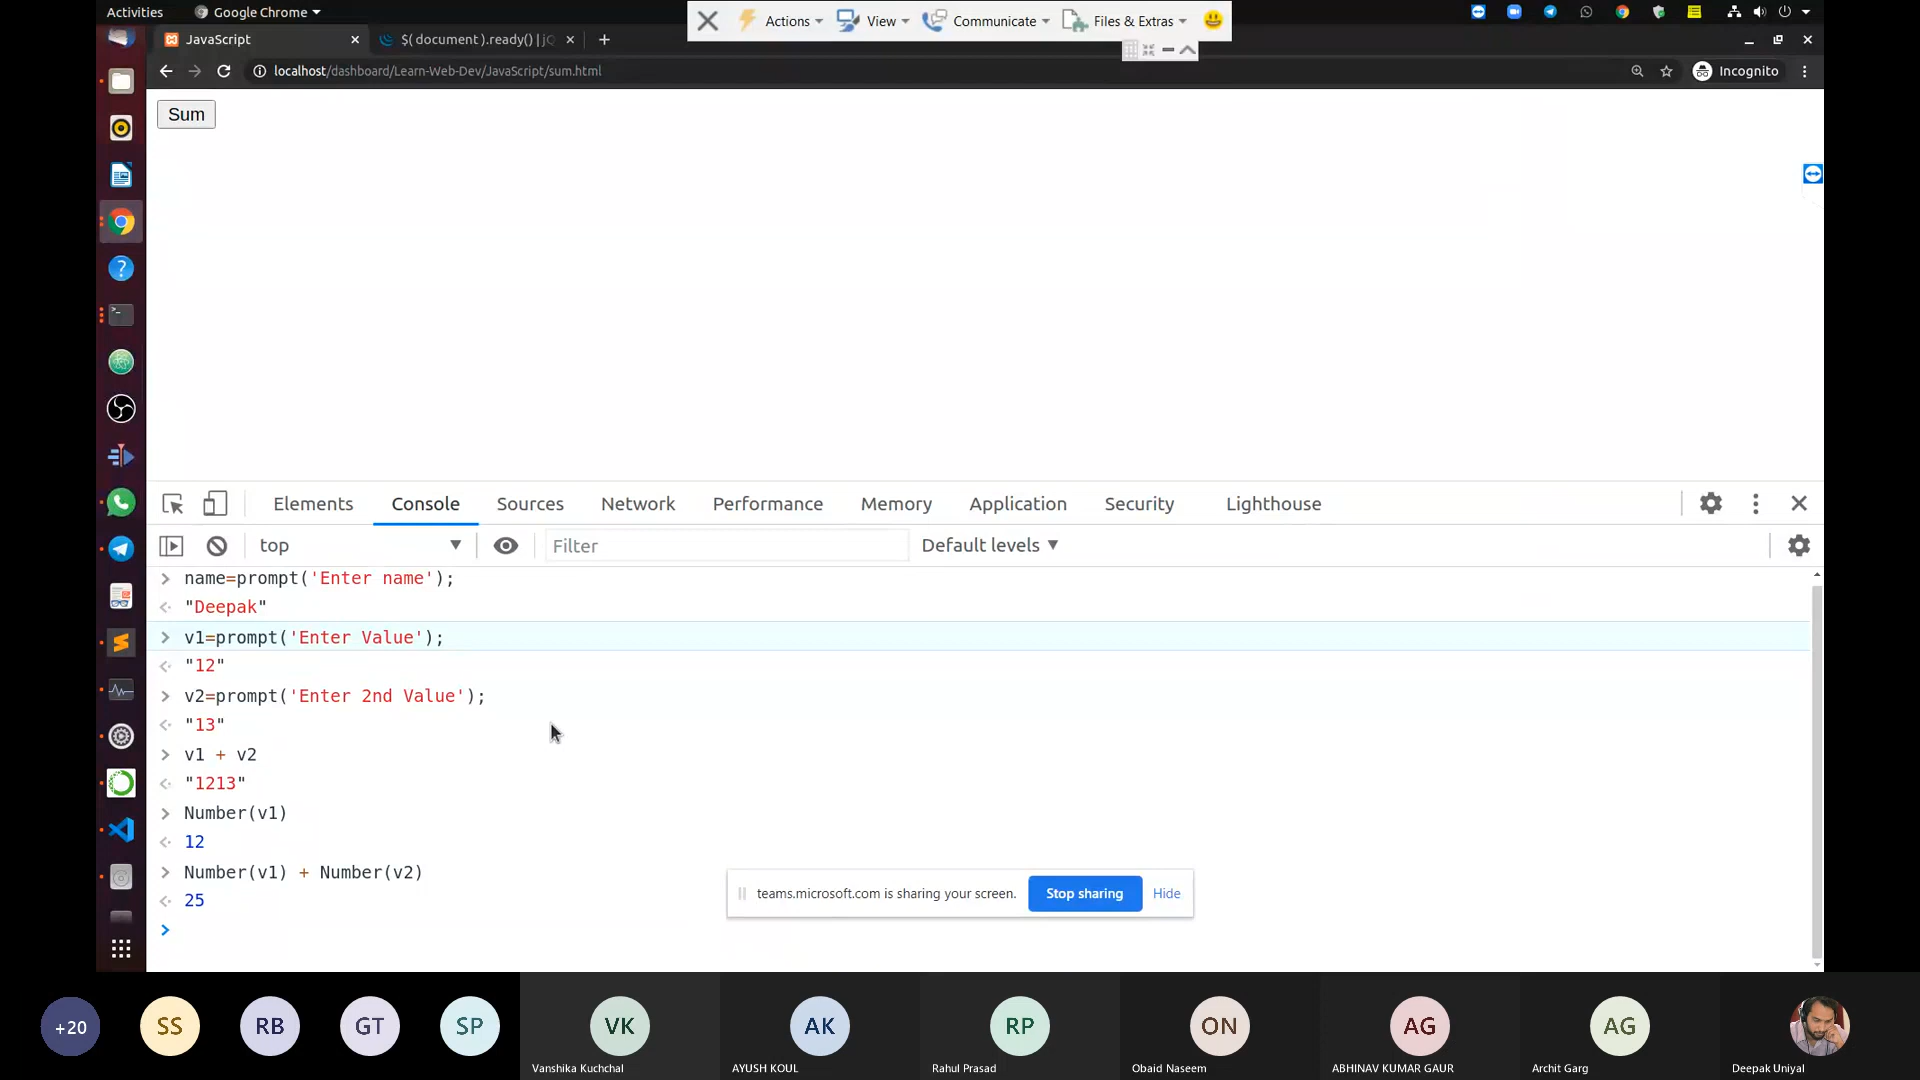 Activities
Google Chrome
Actions
View
Communicate
Files & Extras
JavaScript
$( document ).ready() | jQ
localhost/dashboard/Learn-Web-Dev/JavaScript/sum.html
Incognito
Sum
Elements
Console
Sources
Network
Performance
Memory
Application
Security
Lighthouse
top
Filter
Default levels
name=prompt('Enter name');
"Deepak"
v1=prompt('Enter Value');
"12"
v2=prompt('Enter 2nd Value');
"13"
v1 + v2
"1213"
Number(v1)
12
Number(v1) + Number(v2)
25
teams.microsoft.com is sharing your screen.
Stop sharing
Hide
+20
SS
RB
GT
SP
VK
AK
RP
ON
AG
AG
Vanshika Kuchchal
AYUSH KOUL
Rahul Prasad
Obaid Naseem
ABHINAV KUMAR GAUR
Archit Garg
Deepak Uniyal